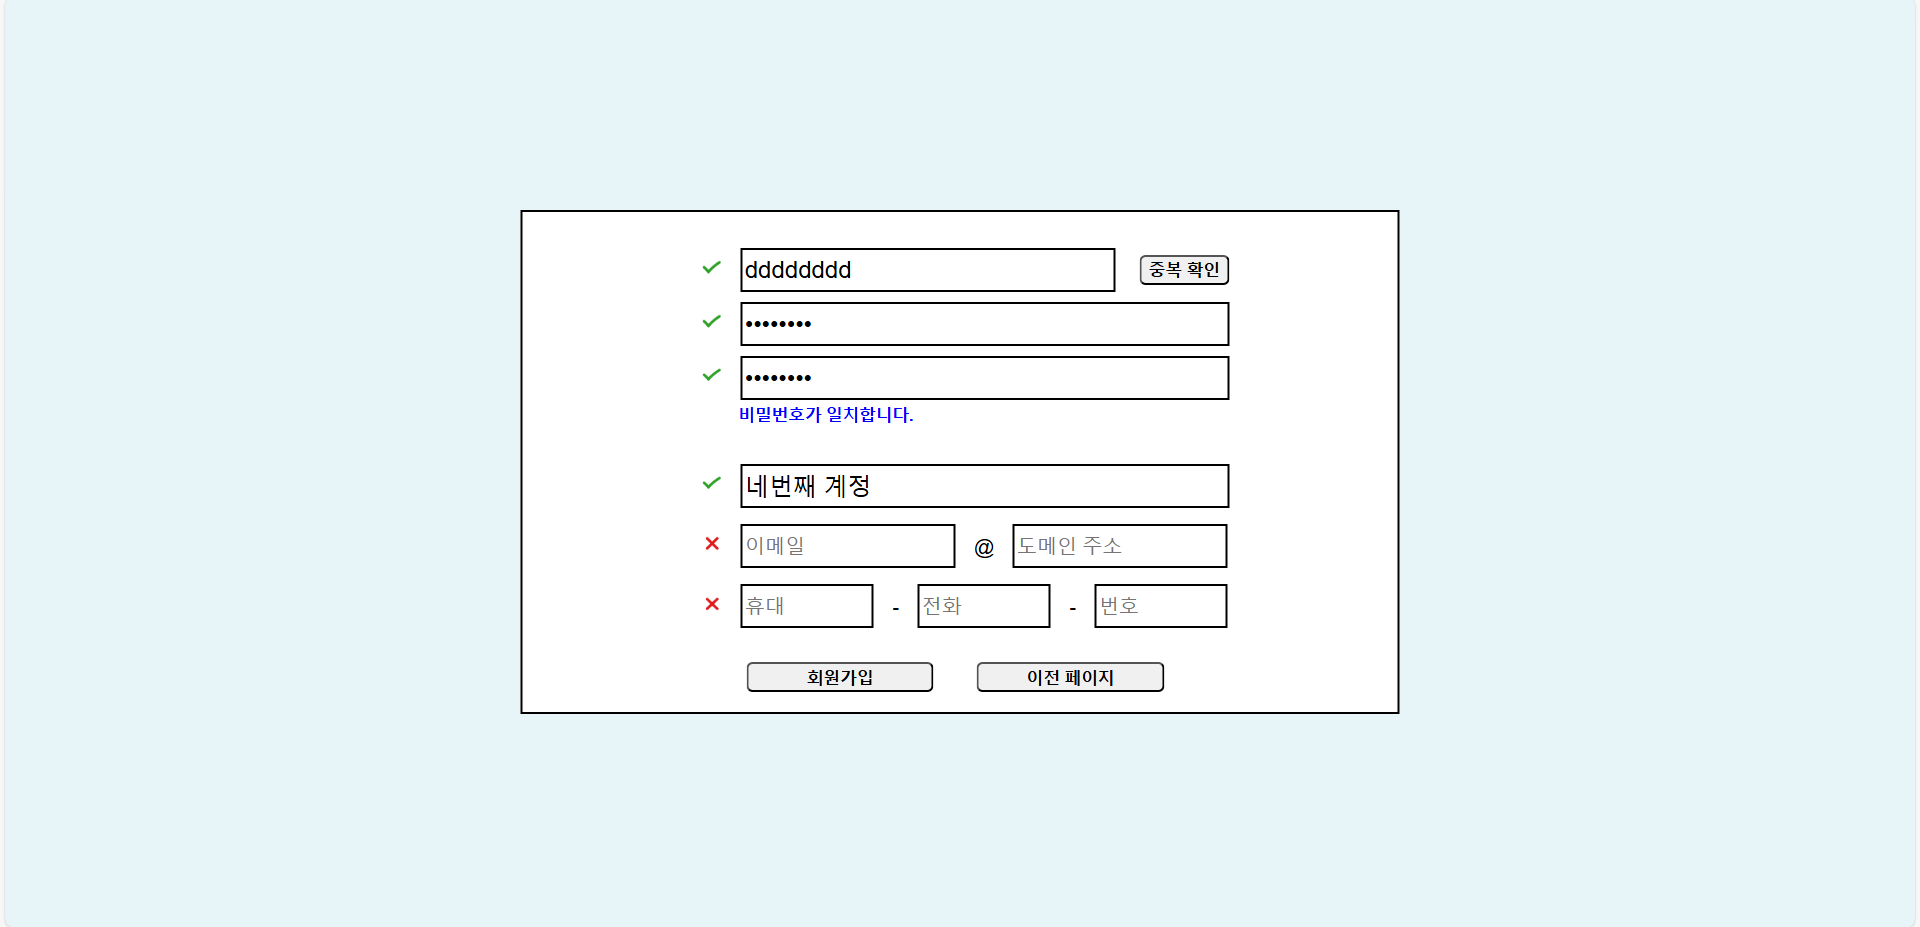 dddddddd 중복 확인
••••••••
••••••••
비밀번호가 일치합니다.
네번째 계정
이메일 @ 도메인 주소
휴대 - 전화 - 번호
회원가입 이전 페이지